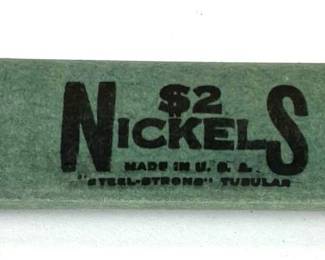 $2
NICKELS
MADE IN U. S. A.
"STEEL-STRONG" TUBULAR